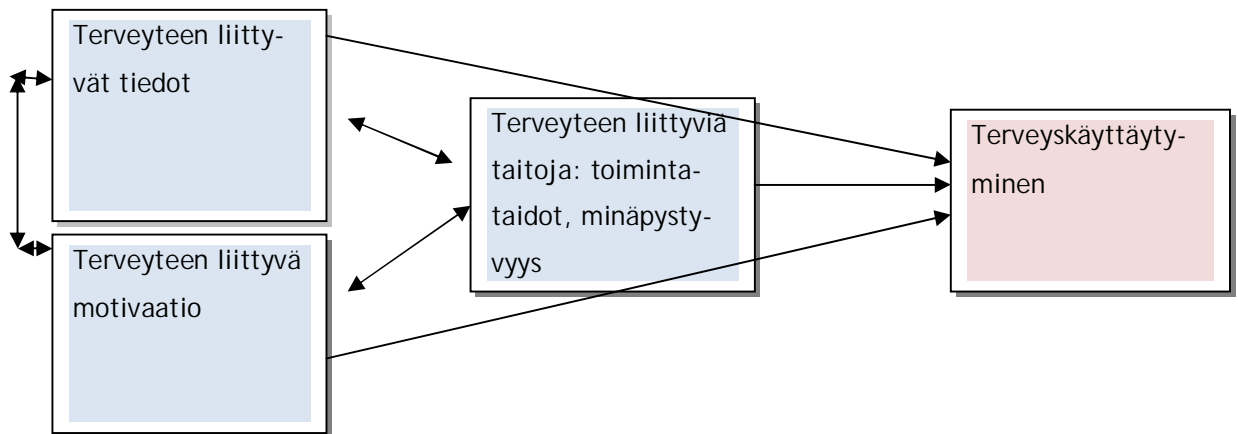 Terveyteen liitty-
vät tiedot
Terveyteen liittyvä
motivaatio
Terveyteen liittyviä
taitoja: toiminta-
taidot, minäpysty-
vyys
Terveyskäyttäyty-
minen